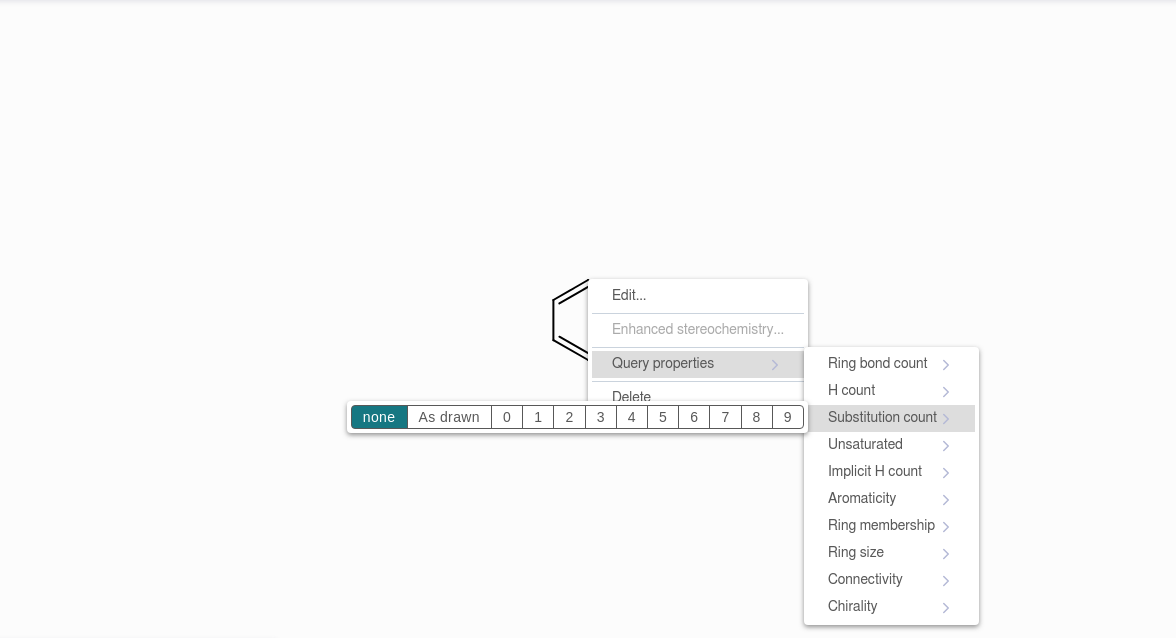 Edit...
Enhanced stereochemistry...
Query properties
Delete
Ring bond count
H count
Substitution count
none As drawn 0 1 2 3 4 5 6 7 8 9
Unsaturated
Implicit H count
Aromaticity
Ring membership
Ring size
Connectivity
Chirality